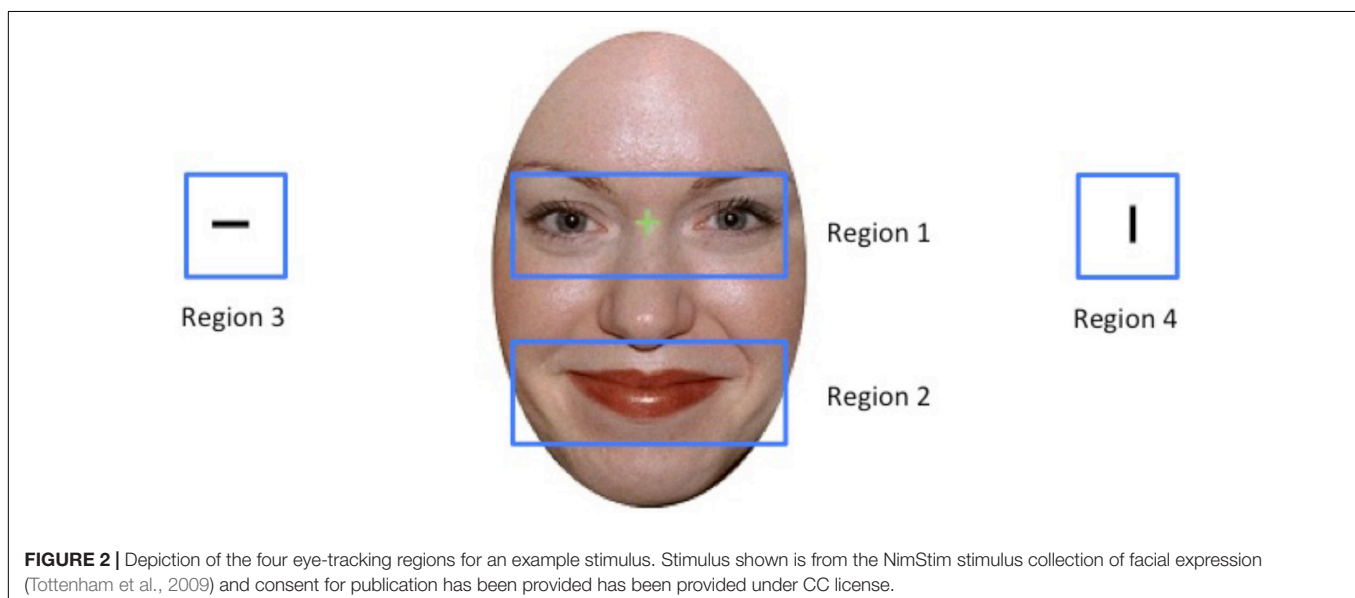 Region 1
Region 3
Region 4
Region 2
FIGURE 2 | Depiction of the four eye-tracking regions for an example stimulus. Stimulus shown is from the NimStim stimulus collection of facial expression
(Tottenham et al., 2009) and consent for publication has been provided has been provided under CC license.